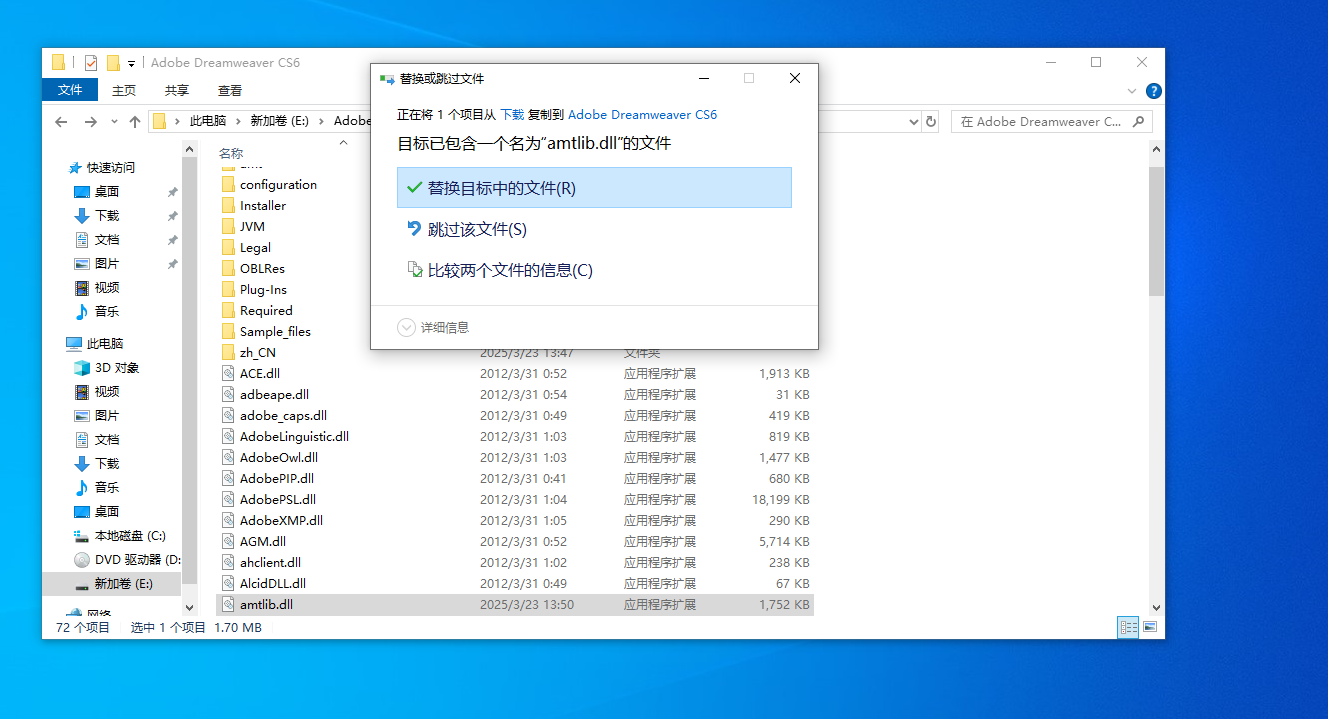 Adobe Dreamweaver CS6
文件 主页 共享 查看
此电脑 新加卷 (E:) Adobe
在 Adobe Dreamweaver C...
替换或跳过文件
正在将 1 个项目从 下载 复制到 Adobe Dreamweaver CS6
目标已包含一个名为“amtlib.dll”的文件
替换目标中的文件(R)
跳过该文件(S)
比较两个文件的信息(C)
详细信息
快速访问
桌面
下载
文档
图片
视频
音乐
此电脑
3D 对象
视频
图片
文档
下载
音乐
桌面
本地磁盘 (C:)
DVD 驱动器 (D:
新加卷 (E:)
网络
名称
configuration
Installer
JVM
Legal
OBLRes
Plug-Ins
Required
Sample_files
zh_CN 2025/3/23 13:47 文件夹
ACE.dll 2012/3/31 0:52 应用程序扩展 1,913 KB
adbeape.dll 2012/3/31 0:54 应用程序扩展 31 KB
adobe_caps.dll 2012/3/31 0:49 应用程序扩展 419 KB
AdobeLinguistic.dll 2012/3/31 1:03 应用程序扩展 819 KB
AdobeOwl.dll 2012/3/31 1:03 应用程序扩展 1,477 KB
AdobePIP.dll 2012/3/31 0:41 应用程序扩展 680 KB
AdobePSL.dll 2012/3/31 1:04 应用程序扩展 18,199 KB
AdobeXMP.dll 2012/3/31 1:05 应用程序扩展 290 KB
AGM.dll 2012/3/31 0:52 应用程序扩展 5,714 KB
ahclient.dll 2012/3/31 1:02 应用程序扩展 238 KB
AlcidDLL.dll 2012/3/31 0:49 应用程序扩展 67 KB
amtlib.dll 2025/3/23 13:50 应用程序扩展 1,752 KB
72 个项目 选中 1 个项目 1.70 MB